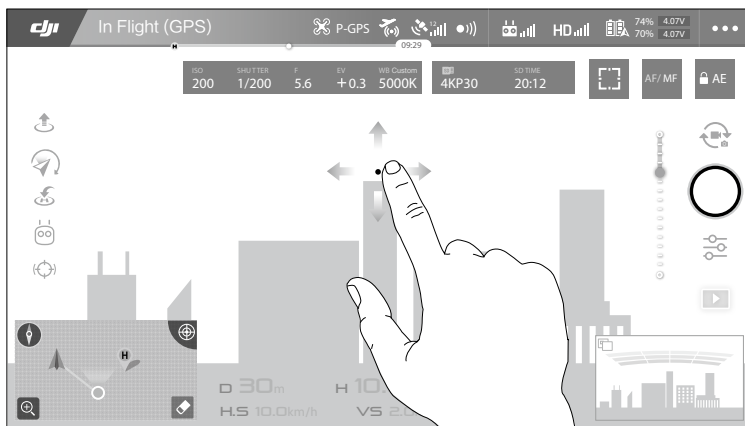 dji In Flight (GPS) P-GPS 12 HD 74% 4.07V
70% 4.07V
H 09:29
ISO SHUTTER F EV WB Custom SD TIME
200 1/200 5.6 +0.3 5000K 4KP30 20:12 AF/ MF AE
H
D 30m H 10
H.S 10.0km/h VS 2.0